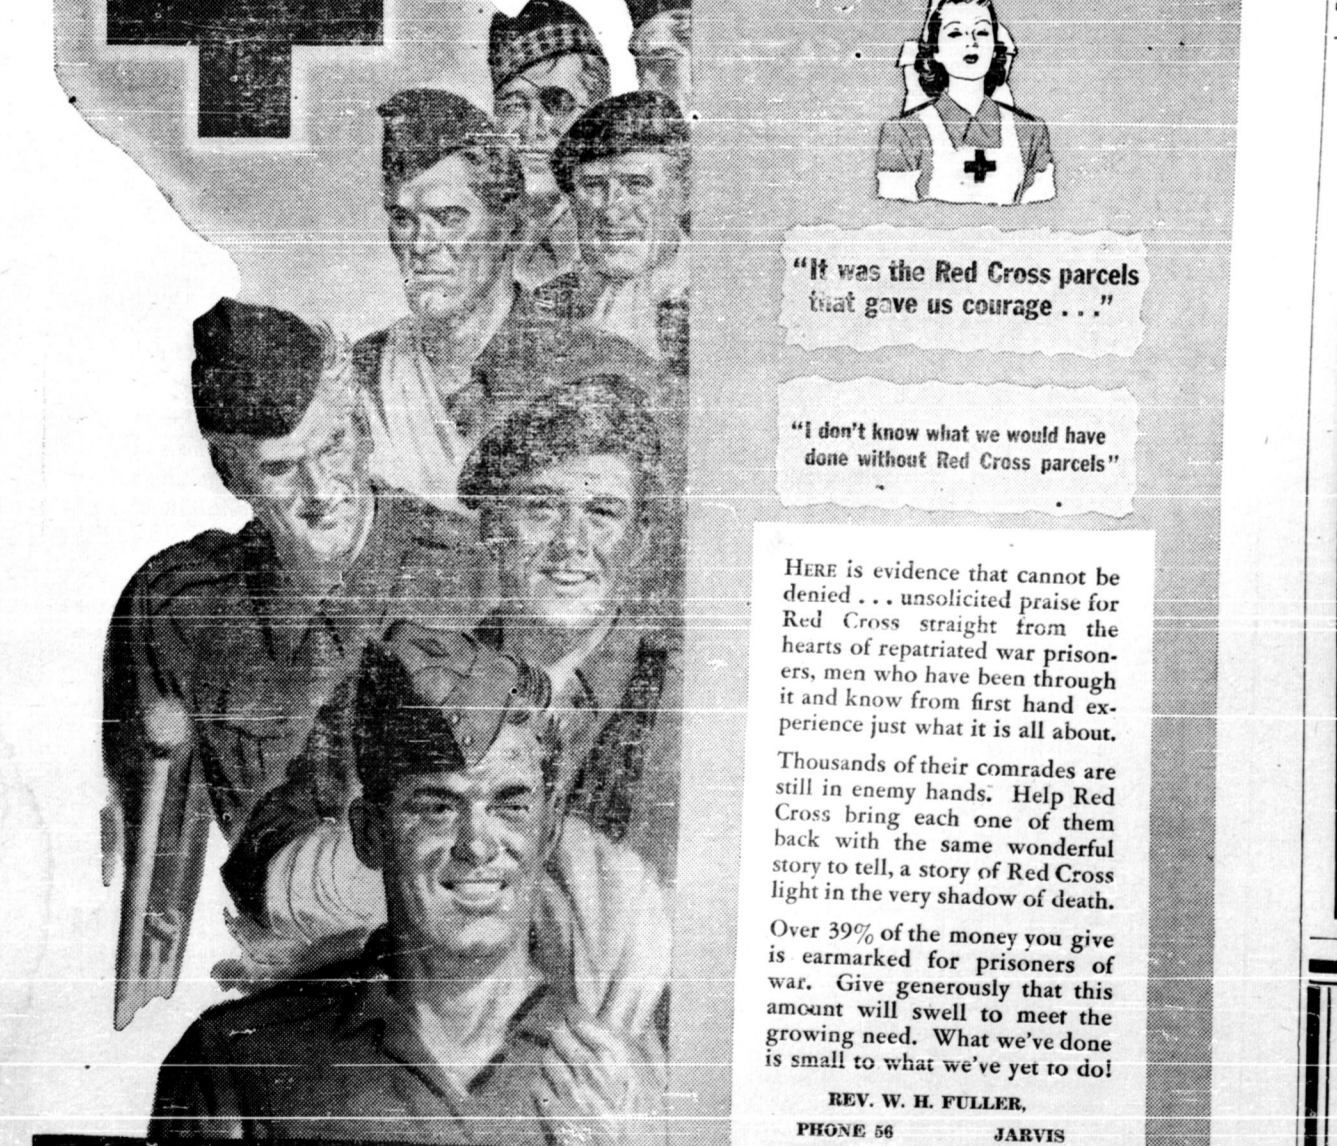 “It was the Red Cross parcels
that gave us courage . . .”
“I don't know what we would have
done without Red Cross parcels”
HERE is evidence that cannot be
denied . . . unsolicited praise for
Red Cross straight from the
hearts of repatriated war prison-
ers, men who have been through
it and know from first hand ex-
perience just what it is all about.
Thousands of their comrades are
still in enemy hands. Help Red
Cross bring each one of them
back with the same wonderful
story to tell, a story of Red Cross
light in the very shadow of death.
Over 39% of the money you give
is earmarked for prisoners of
war. Give generously that this
amount will swell to meet the
growing need. What we've done
is small to what we've yet to do!
REV. W. H. FULLER,
PHONE 56 JARVIS